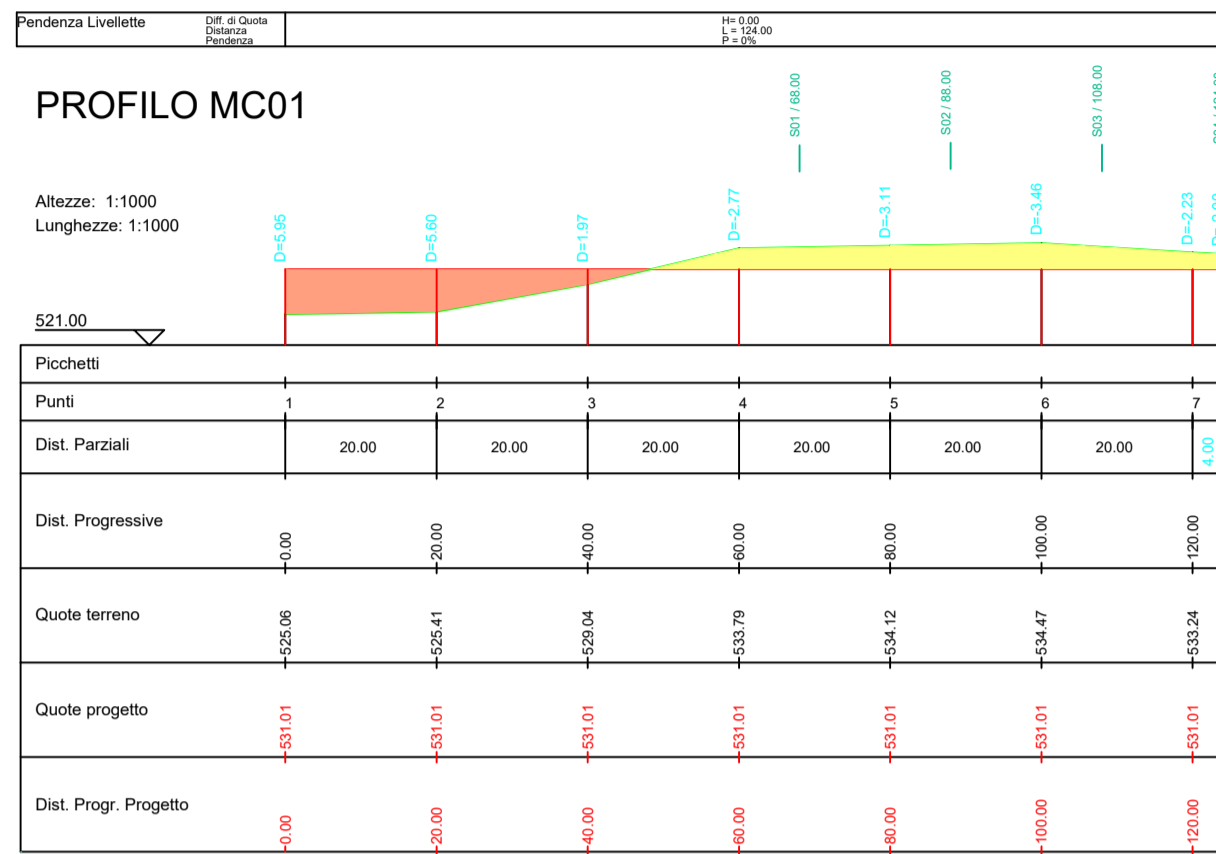 Pendenza Livellette
Diff. di Quota
Distanza
Pendenza
H= 0.00
L = 124.00
P = 0%
PROFILO MC01
S01 / 68.00
S02 / 88.00
S03 / 108.00
Altezze: 1:1000
Lunghezze: 1:1000
D=5.95
D=5.60
D=1.97
D=-2.77
D=-3.11
D=-3.46
D=-2.23
521.00
Picchetti
Punti 1 2 3 4 5 6 7
Dist. Parziali 20.00 20.00 20.00 20.00 20.00 20.00 4.00
Dist. Progressive 0.00 20.00 40.00 60.00 80.00 100.00 120.00
Quote terreno 525.06 525.41 529.04 533.79 534.12 534.47 533.24
Quote progetto 531.01 531.01 531.01 531.01 531.01 531.01 531.01
Dist. Progr. Progetto 0.00 20.00 40.00 60.00 80.00 100.00 120.00